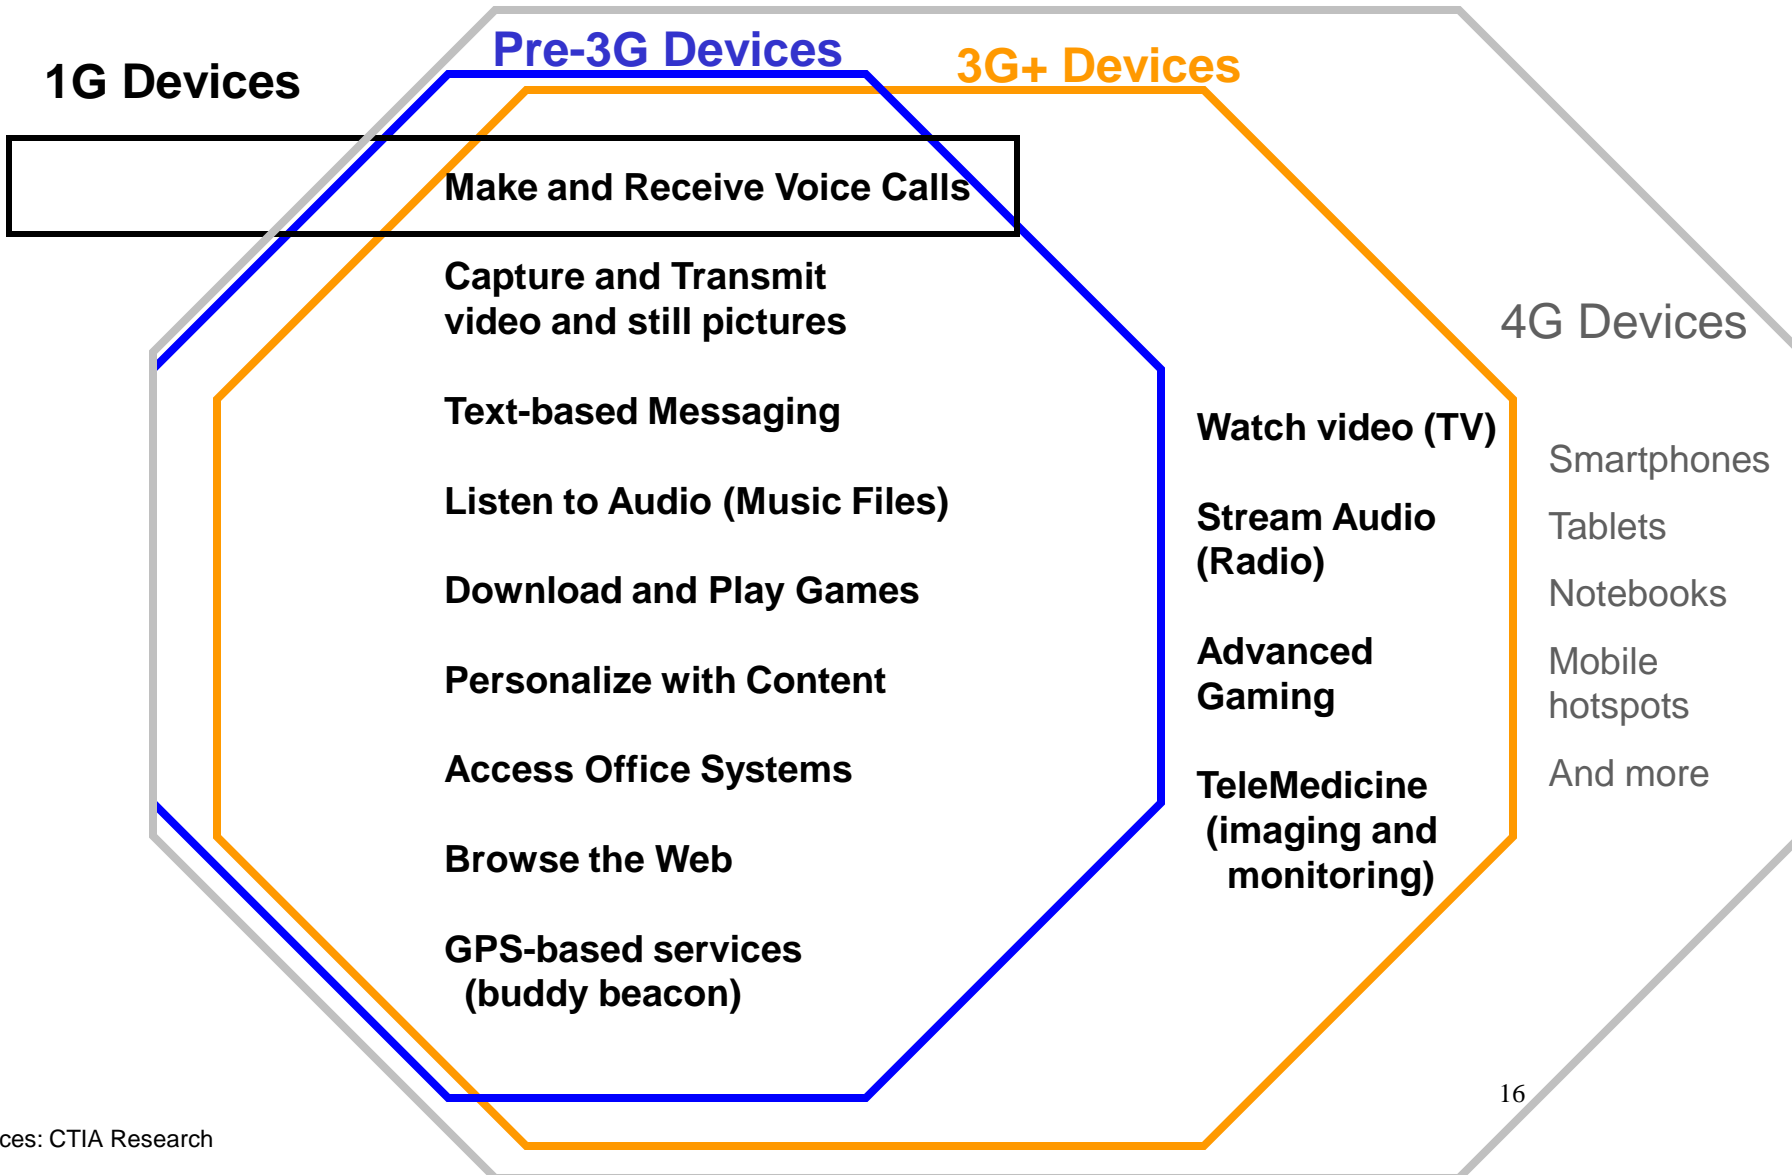 Pre-3G Devices
3G+ Devices
1G Devices
Make and Receive Voice Calls
Capture and Transmit
video and still pictures
Text-based Messaging
Listen to Audio (Music Files)
Download and Play Games
Personalize with Content
Access Office Systems
Browse the Web
GPS-based services
(buddy beacon)
Watch video (TV)
Stream Audio
(Radio)
Advanced
Gaming
TeleMedicine
(imaging and
monitoring)
4G Devices
Smartphones
Tablets
Notebooks
Mobile
hotspots
And more
16
ces: CTIA Research